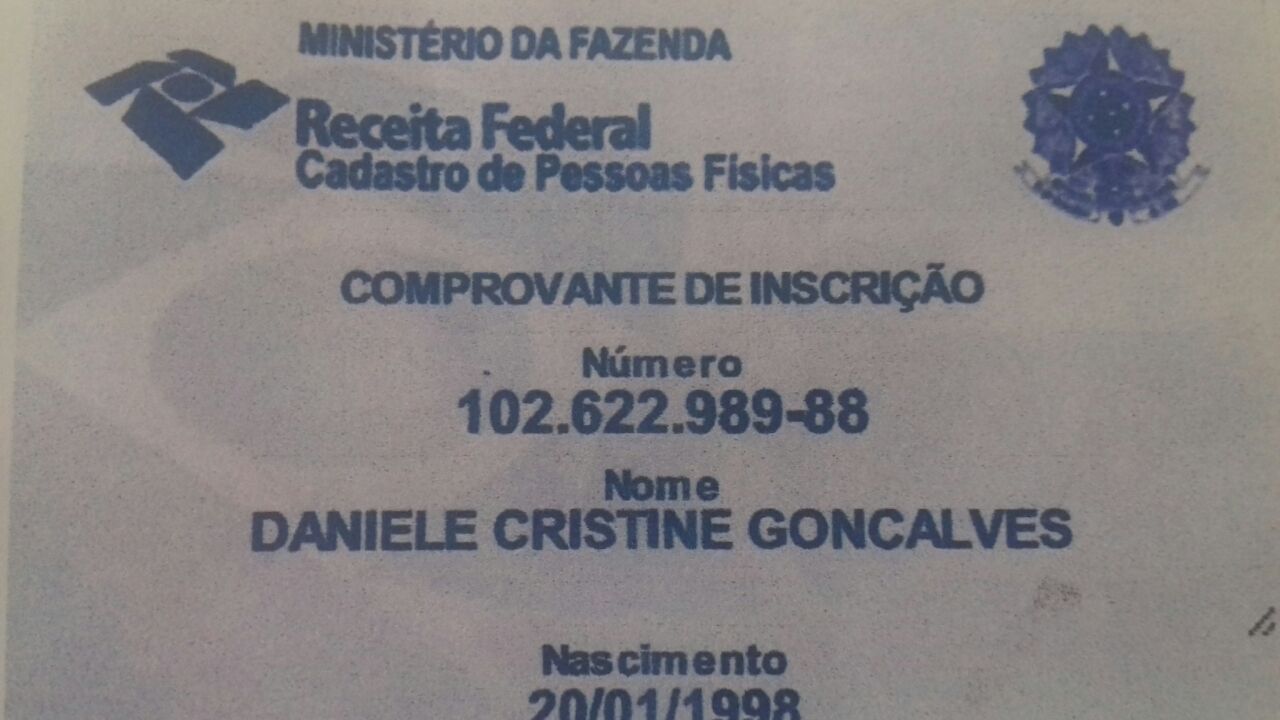 MINISTÉRIO DA FAZENDA
Receita Federal
Cadastro de Pessoas Físicas
COMPROVANTE DE INSCRIÇÃO
Número
102.622.989-88
Nome
DANIELE CRISTINE GONCALVES
Nascimento
20/01/1998